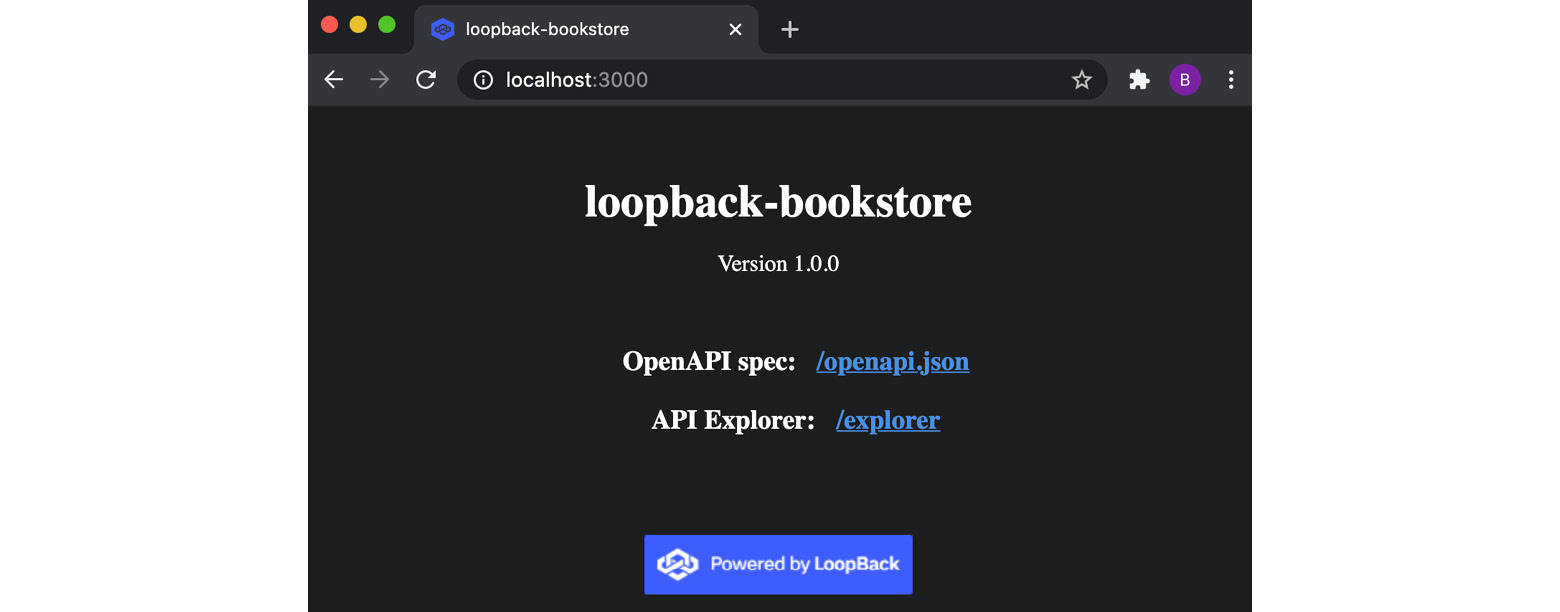 loopback-bookstore
localhost:3000
B
loopback-bookstore
Version 1.0.0
OpenAPI spec: /openapi.json
API Explorer: /explorer
Powered by LoopBack